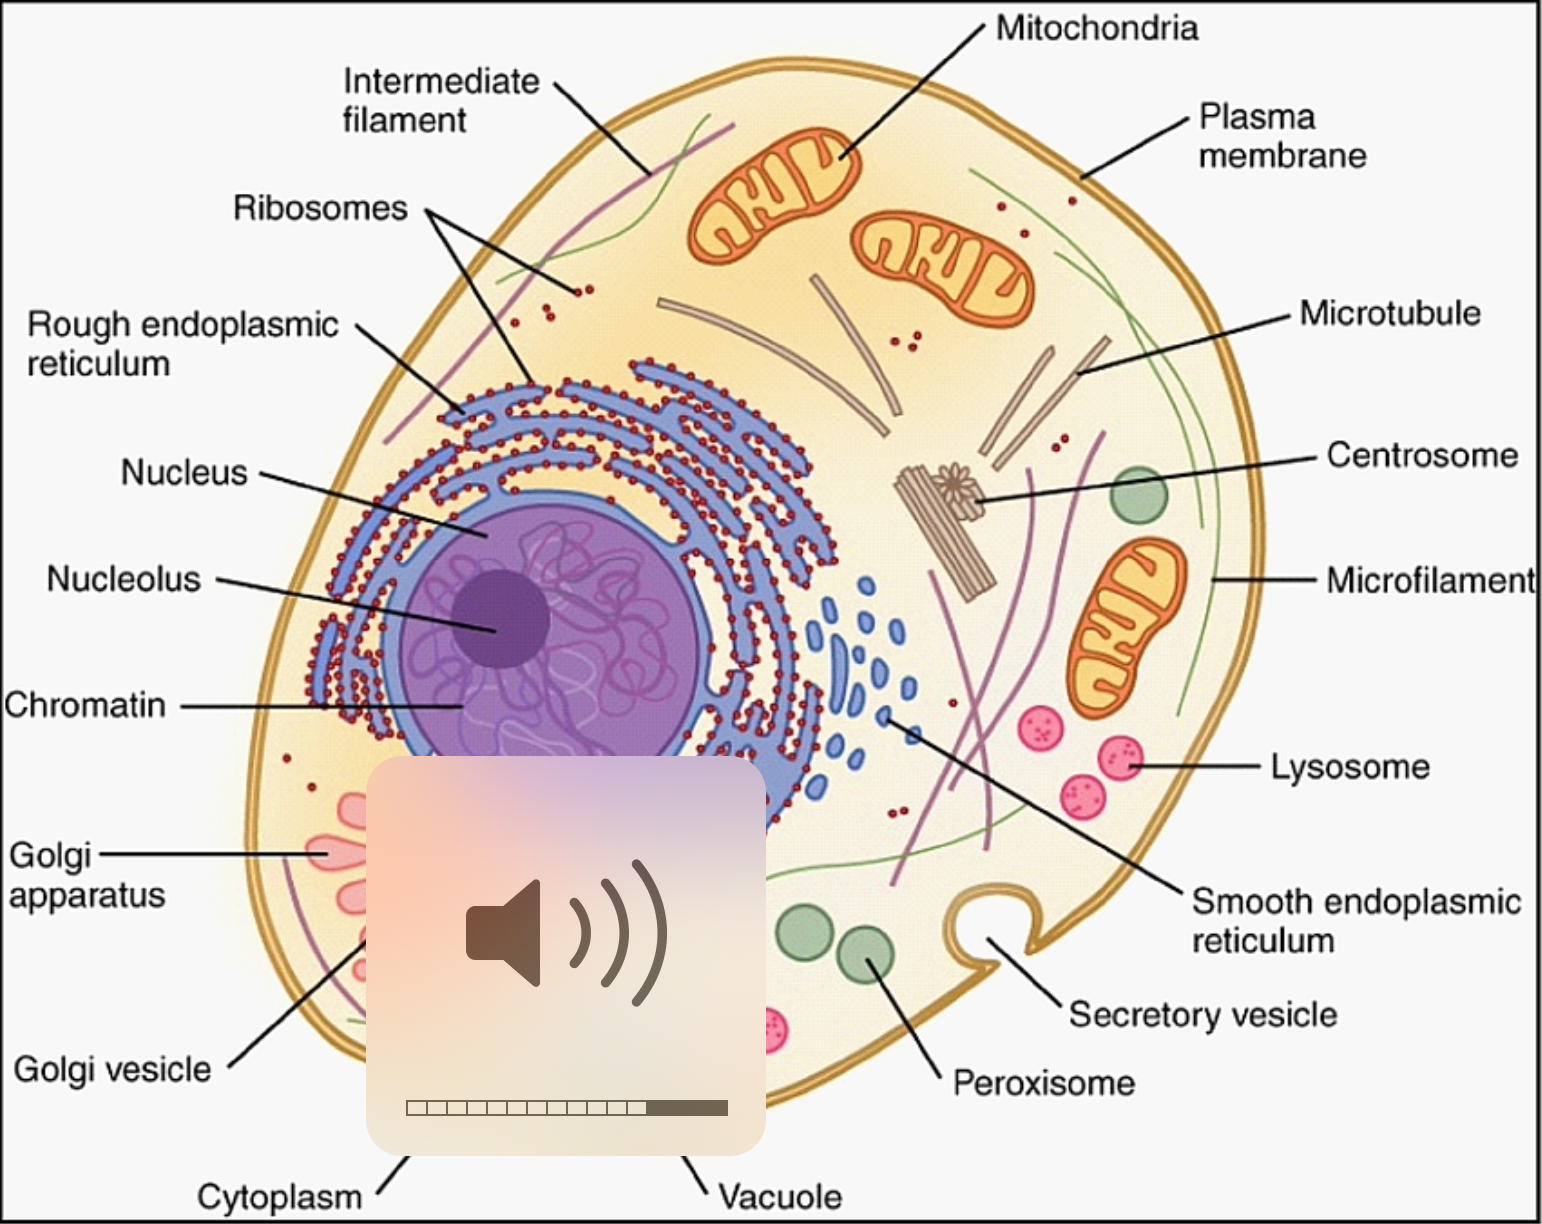 Mitochondria
Intermediate
filament
Plasma
membrane
Ribosomes
Rough endoplasmic
reticulum
Microtubule
Nucleus
Centrosome
Nucleolus
Microfilament
Chromatin
Lysosome
Golgi
apparatus
Smooth endoplasmic
reticulum
Secretory vesicle
Golgi vesicle
Peroxisome
Cytoplasm
Vacuole